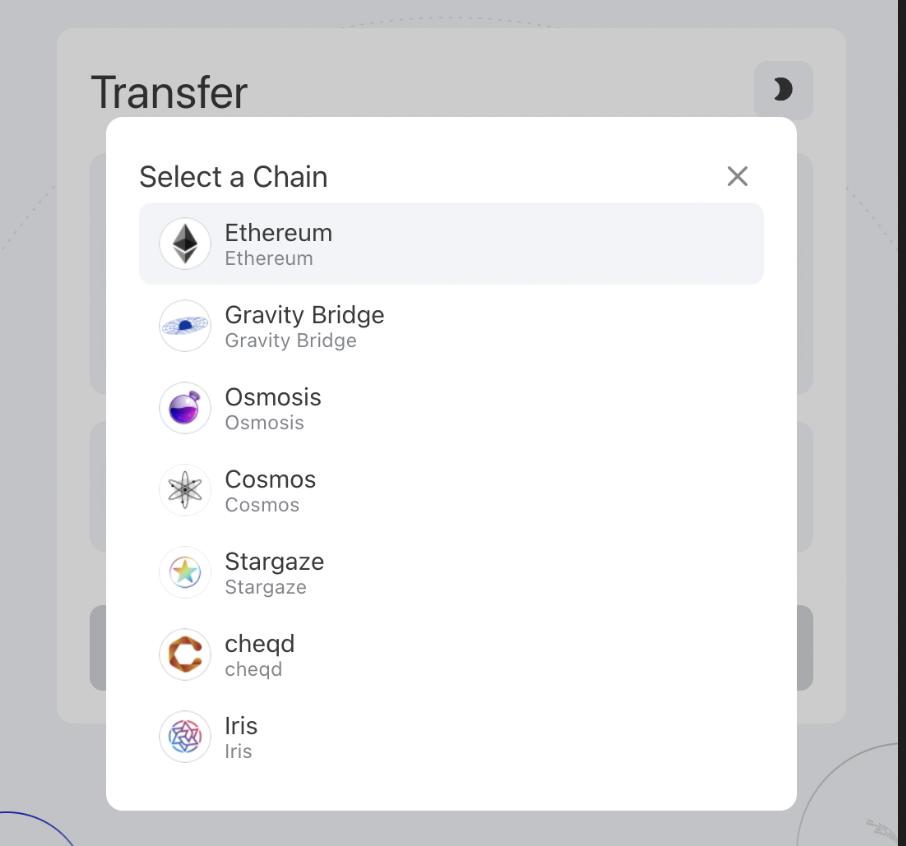 Transfer
Select a Chain
Ethereum
Ethereum
Gravity Bridge
Gravity Bridge
Osmosis
Osmosis
Cosmos
Cosmos
Stargaze
Stargaze
cheqd
cheqd
Iris
Iris